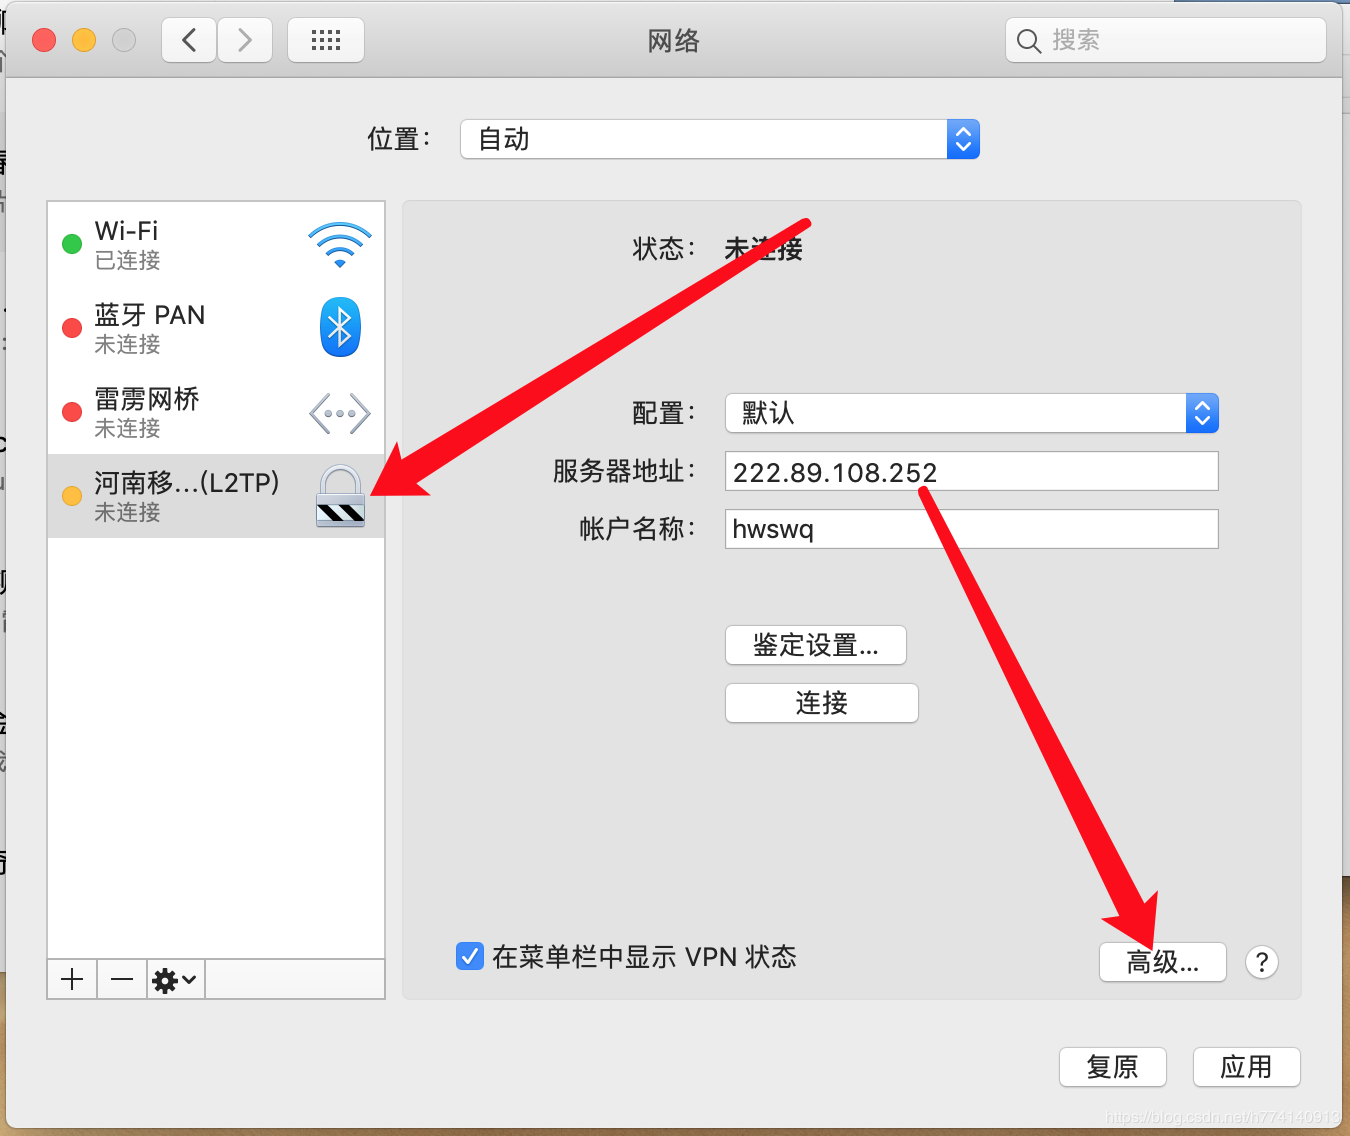 网络
搜索
位置：
自动
Wi-Fi
已连接
蓝牙 PAN
未连接
雷雳网桥
未连接
河南移...(L2TP)
未连接
状态：
未连接
配置：
默认
服务器地址：
222.89.108.252
帐户名称：
hwswq
鉴定设置...
连接
在菜单栏中显示 VPN 状态
高级...
?
复原
应用
https://blog.csdn.net/h774140913